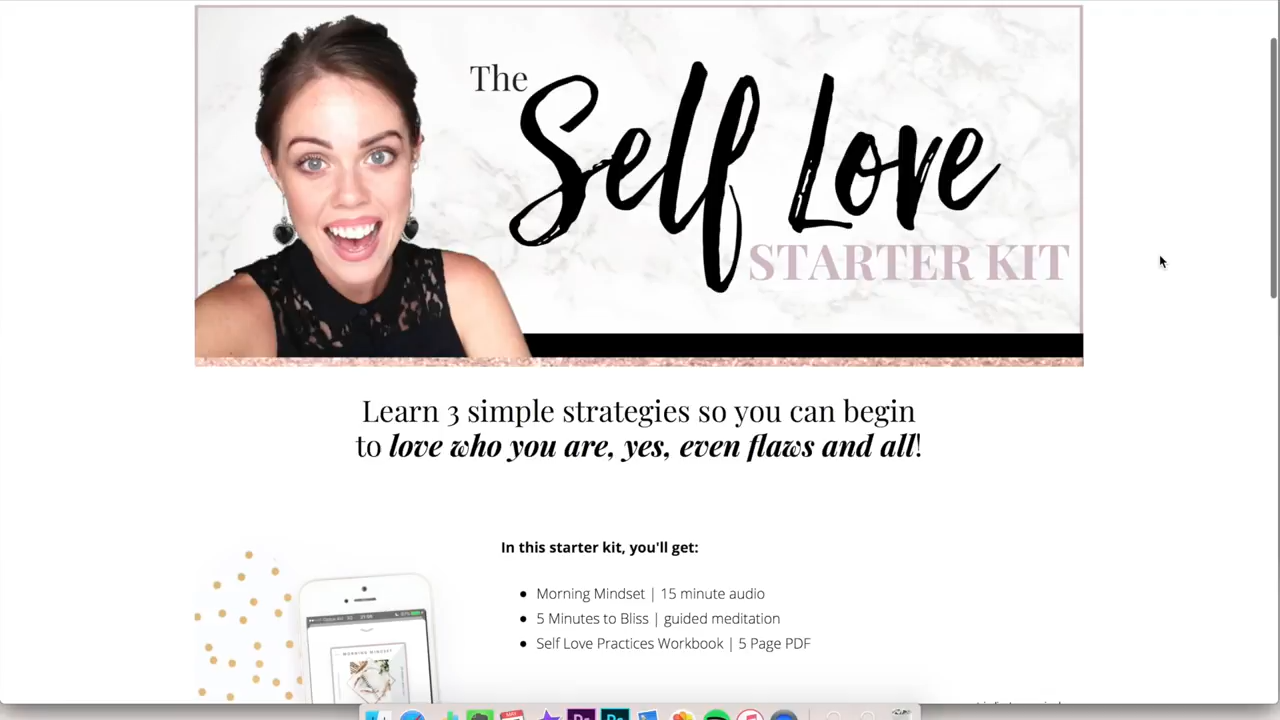 The
Self Love
STARTER KIT
Learn 3 simple strategies so you can begin
to love who you are, yes, even flaws and all!
In this starter kit, you'll get:
Morning Mindset | 15 minute audio
5 Minutes to Bliss | guided meditation
Self Love Practices Workbook | 5 Page PDF
MORNING MINDSET